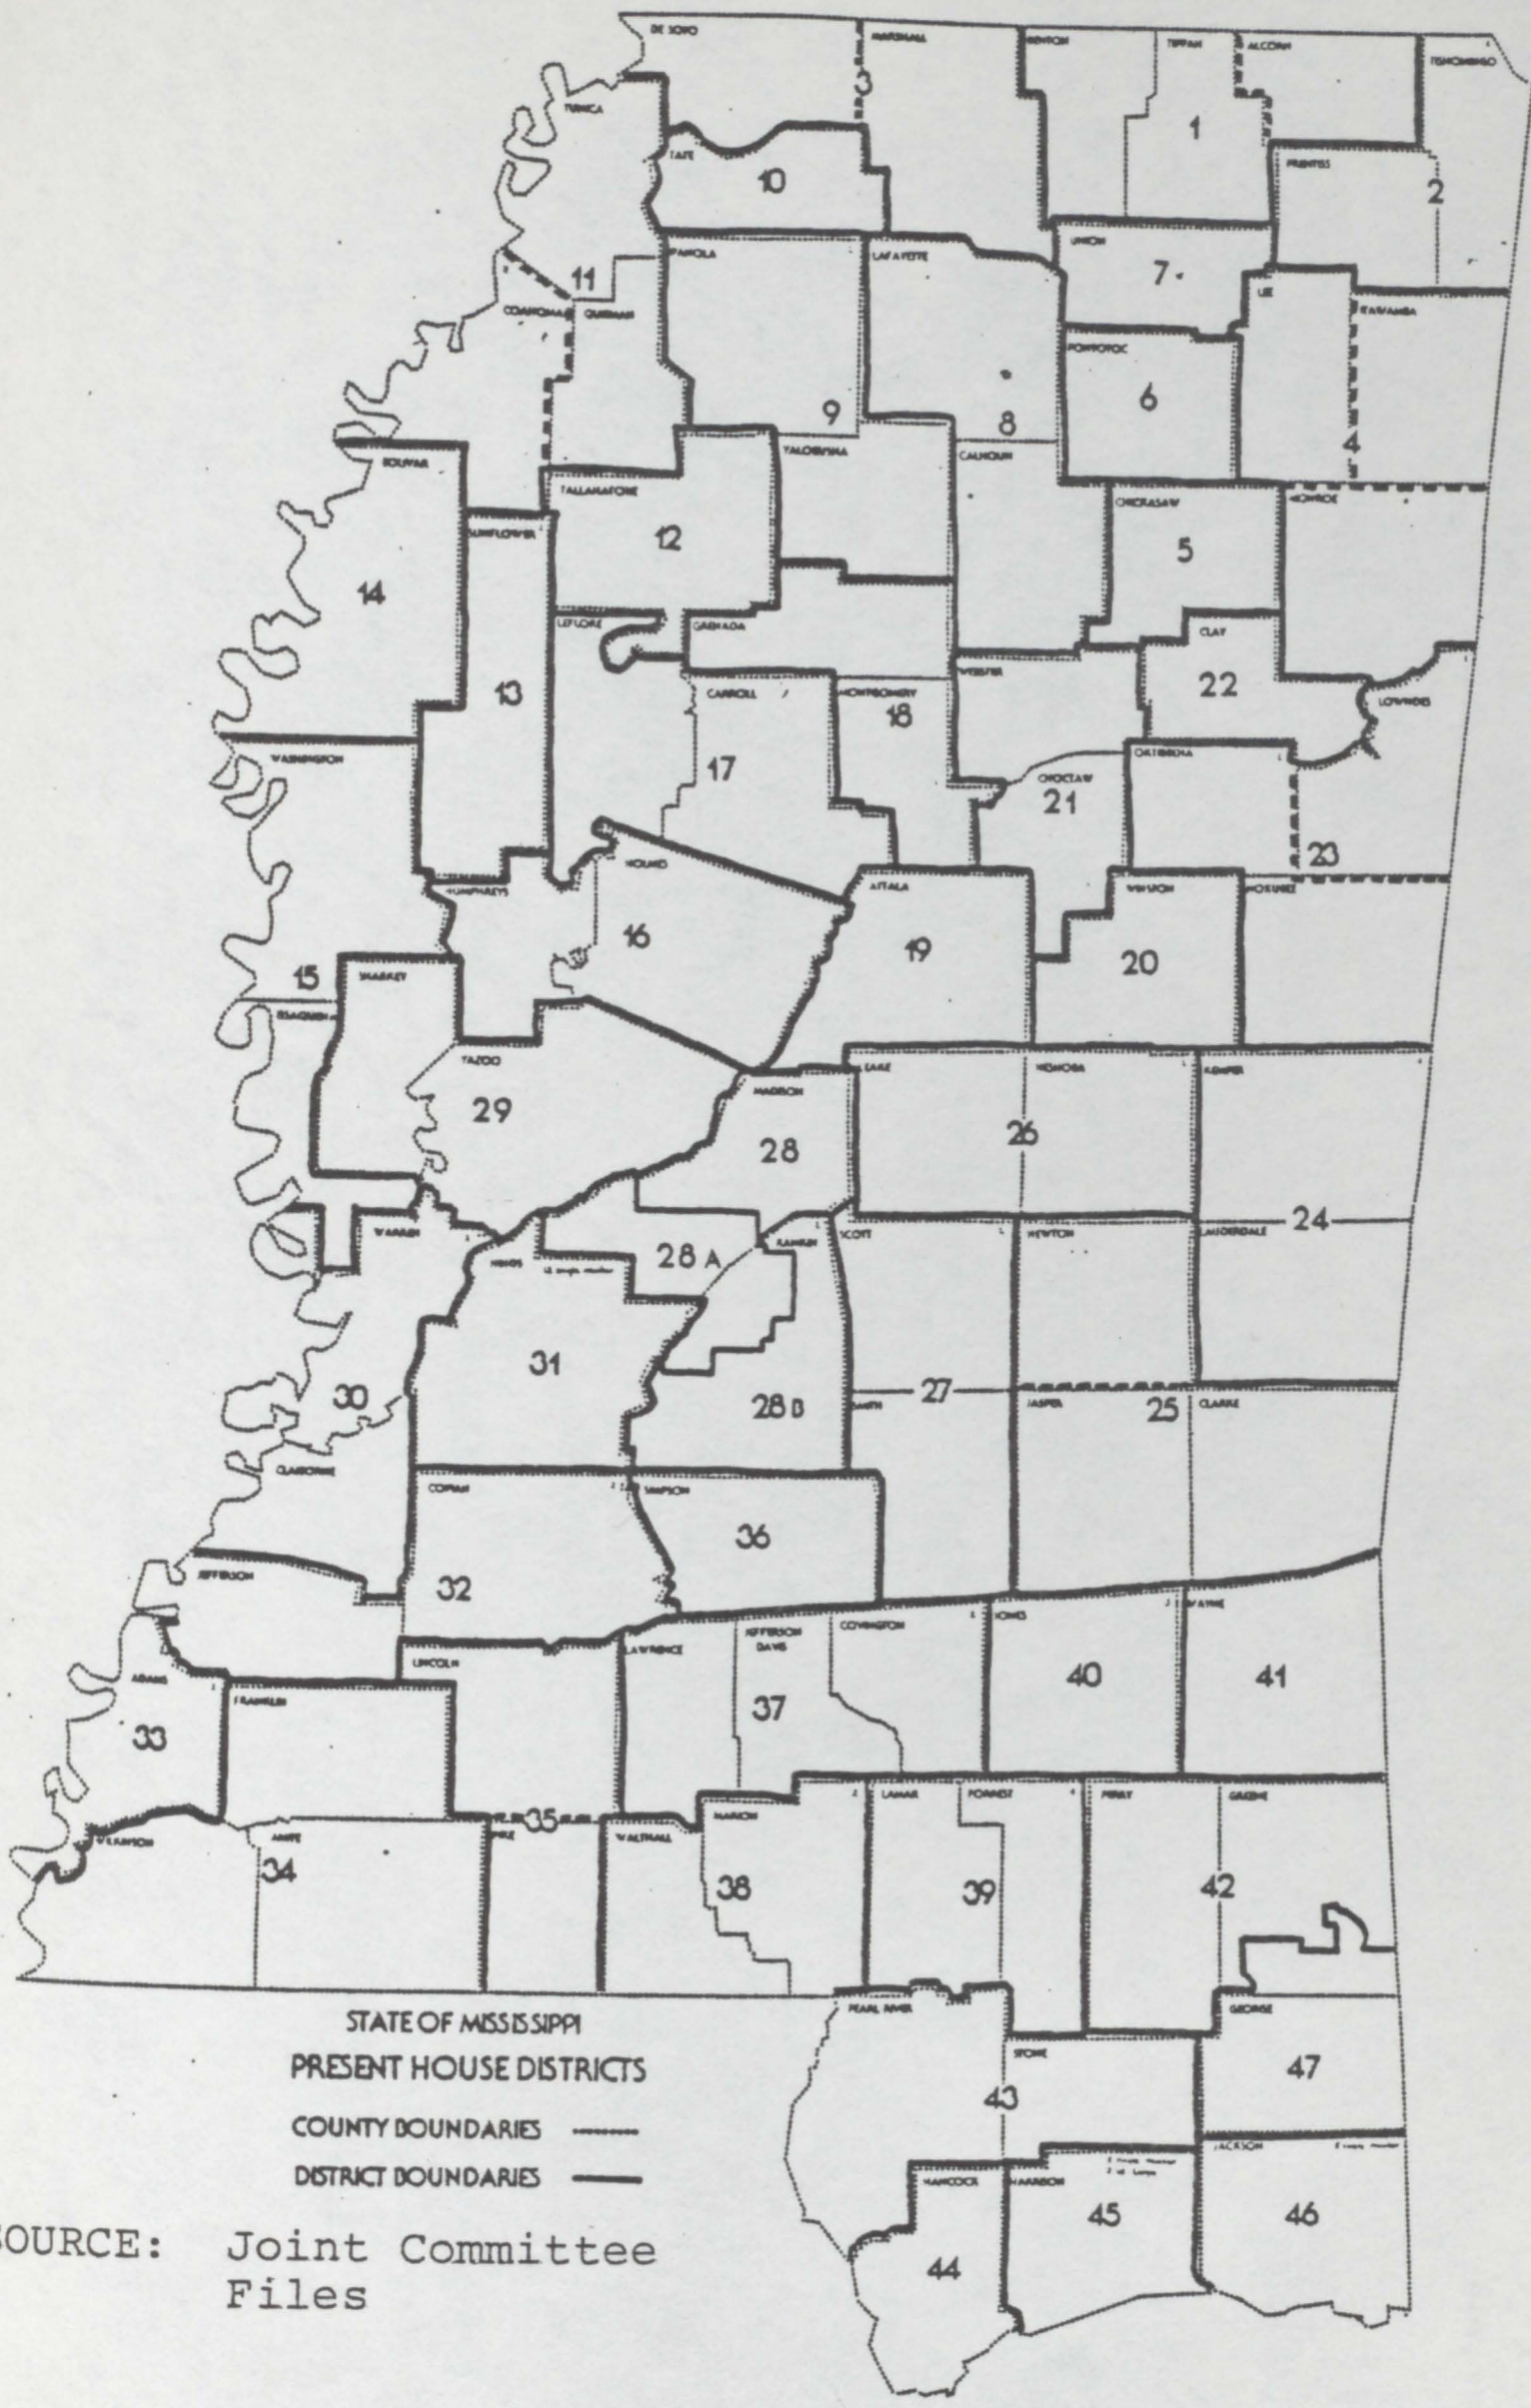 DE SOTO
MARSHALL
BENTON
TIPPAH
ALCORN
TISHOMINGO
TUNICA
3
1
TATE
10
PRENTISS
2
PANOLA
LAFAYETTE
UNION
7
11
COAHOMA
QUITMAN
LEE
ITAWAMBA
PONTOTOC
6
9
8
4
BOLIVAR
YALOBUSHA
CALHOUN
TALLAHATCHIE
CHICKASAW
MONROE
SUNFLOWER
12
5
14
LEFLORE
GRENADA
CLAY
WEBSTER
22
13
CARROLL
MONTGOMERY
18
LOWNDES
WASHINGTON
17
OKTIBBEHA
CHOCTAW
21
23
HOLMES
HUMPHREYS
ATTALA
WINSTON
NOXUBEE
16
19
20
15
SHARKEY
ISSAQUENA
YAZOO
LEAKE
NESHOBA
KEMPER
MADISON
29
26
28
WARREN
24
28 A
RANKIN
SCOTT
NEWTON
LAUDERDALE
HINDS
31
30
27
28 B
SMITH
JASPER
25
CLARKE
CLAIBORNE
COPIAH
SIMPSON
36
JEFFERSON
32
WAYNE
JONES
COVINGTON
JEFFERSON
DAVIS
LAWRENCE
LINCOLN
40
41
ADAMS
FRANKLIN
37
33
LAMAR
FORREST
PERRY
GREENE
MARION
35
WILKINSON
AMITE
PIKE
WALTHALL
34
38
39
42
PEARL RIVER
GEORGE
STONE
47
43
JACKSON
HANCOCK
HARRISON
45
46
44
STATE OF MISSISSIPPI
PRESENT HOUSE DISTRICTS
COUNTY BOUNDARIES
DISTRICT BOUNDARIES
OURCE: Joint Committee
Files